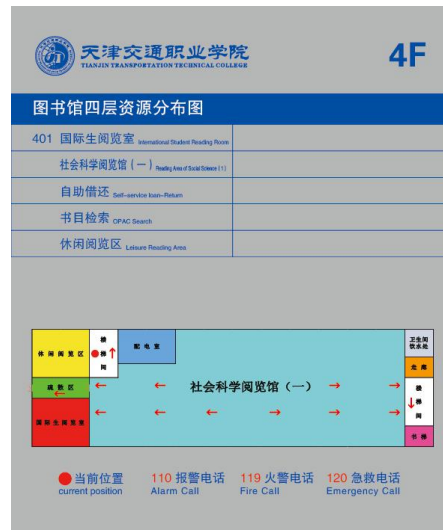 天津交通职业学院
TIANJIN TRANSPORTATION TECHNICAL COLLEGE
4F
图书馆四层资源分布图
401 国际生阅览室 International Student Reading Room
社会科学阅览馆（一） Reading Area of Social Science (1)
自助借还 Self-service loan-Return
书目检索 OPAC Search
休闲阅览区 Leisure Reading Area
休闲阅览区
楼梯间
配电室
卫生间
饮水处
走廊
疏散区
社会科学阅览馆（一）
楼梯间
国际生阅览室
书梯
当前位置
current position
110 报警电话
Alarm Call
119 火警电话
Fire Call
120 急救电话
Emergency Call